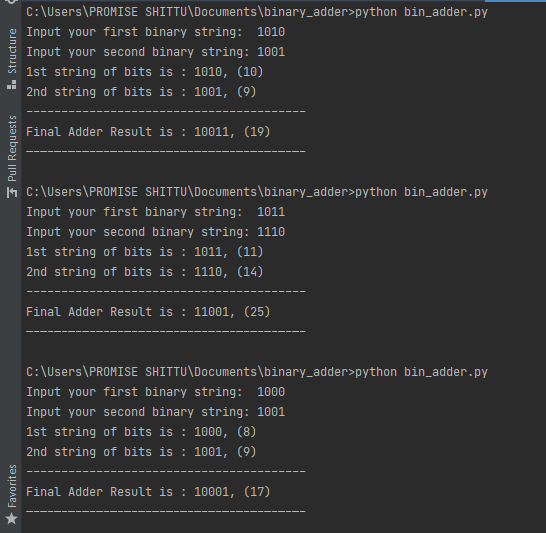 C:\Users\PROMISE SHITTU\Documents\binary_adder>python bin_adder.py
Input your first binary string:  1010
Input your second binary string: 1001
1st string of bits is : 1010, (10)
2nd string of bits is : 1001, (9)
----------------------------------------
Final Adder Result is : 10011, (19)
----------------------------------------
C:\Users\PROMISE SHITTU\Documents\binary_adder>python bin_adder.py
Input your first binary string:  1011
Input your second binary string: 1110
1st string of bits is : 1011, (11)
2nd string of bits is : 1110, (14)
----------------------------------------
Final Adder Result is : 11001, (25)
----------------------------------------
C:\Users\PROMISE SHITTU\Documents\binary_adder>python bin_adder.py
Input your first binary string:  1000
Input your second binary string: 1001
1st string of bits is : 1000, (8)
2nd string of bits is : 1001, (9)
----------------------------------------
Final Adder Result is : 10001, (17)
----------------------------------------
Structure
Pull Requests
Favorites